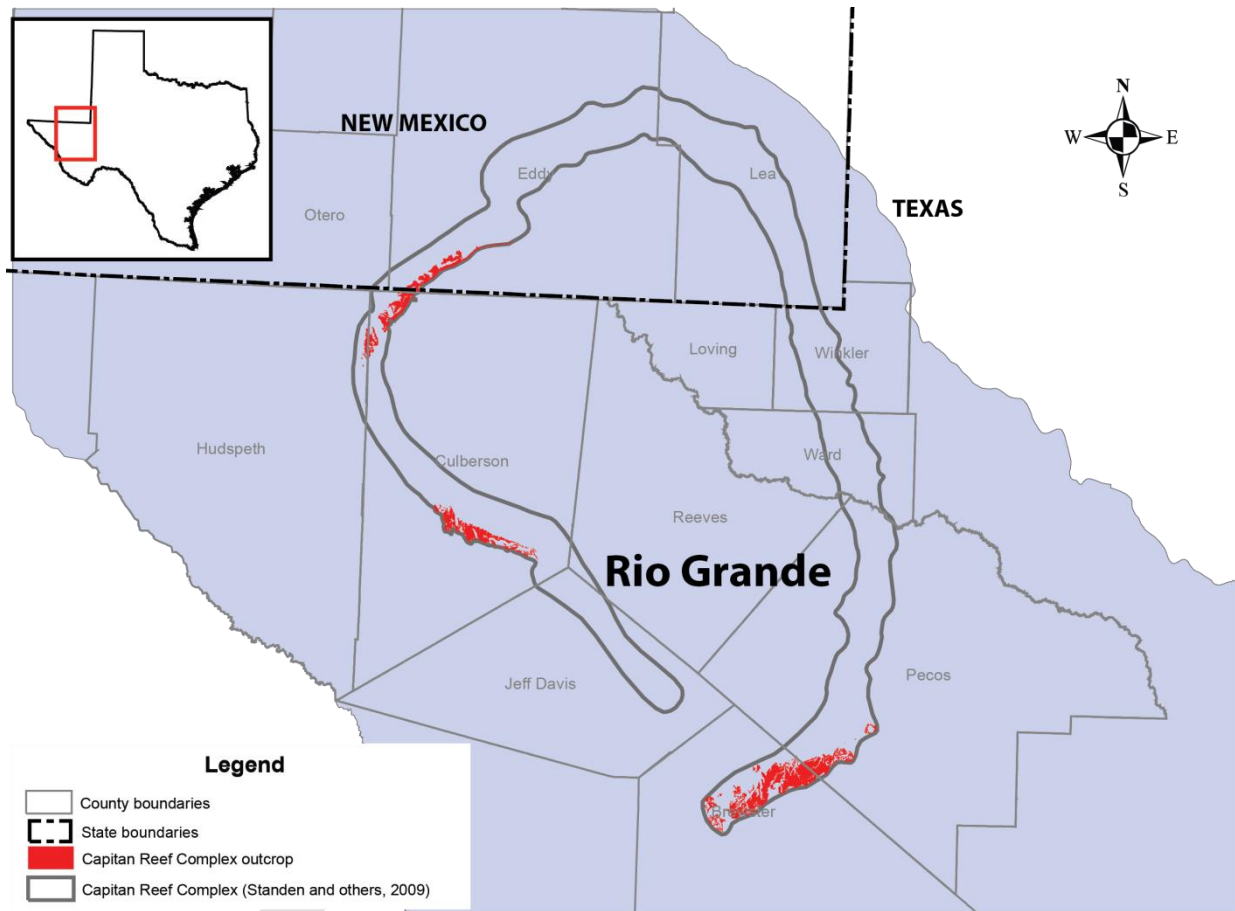 N
W
E
S
NEW MEXICO
Eddy
Lea
Otero
TEXAS
Loving
Winkler
Hudspeth
Culberson
Ward
Reeves
Rio Grande
Jeff Davis
Pecos
Brewster
Legend
County boundaries
State boundaries
Capitan Reef Complex outcrop
Capitan Reef Complex (Standen and others, 2009)